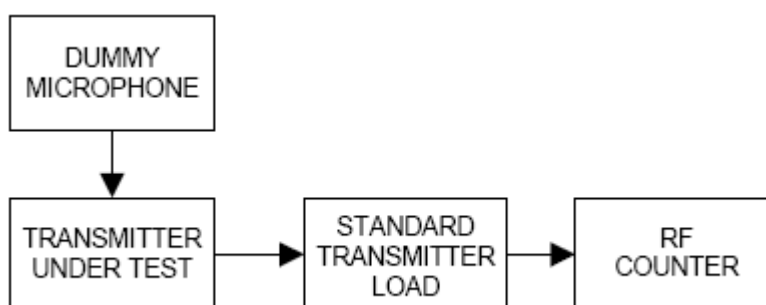 DUMMY
MICROPHONE
TRANSMITTER
UNDER TEST
STANDARD
TRANSMITTER
LOAD
RF
COUNTER